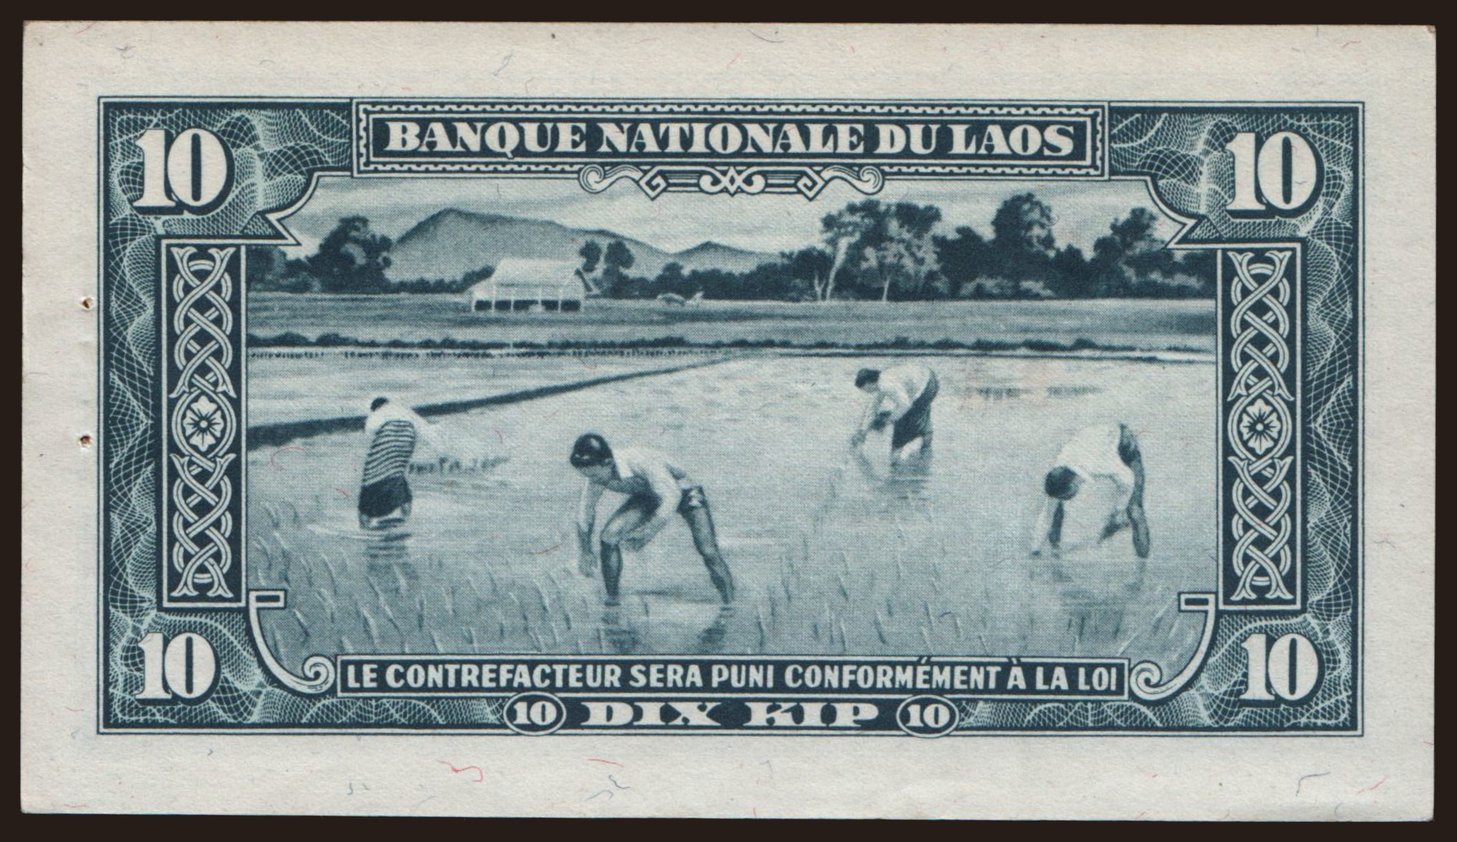 10 BANQUE NATIONALE DU LAOS 10
10 LE CONTREFACTEUR SERA PUNI CONFORMÉMENT À LA LOI 10
10 DIX KIP 10